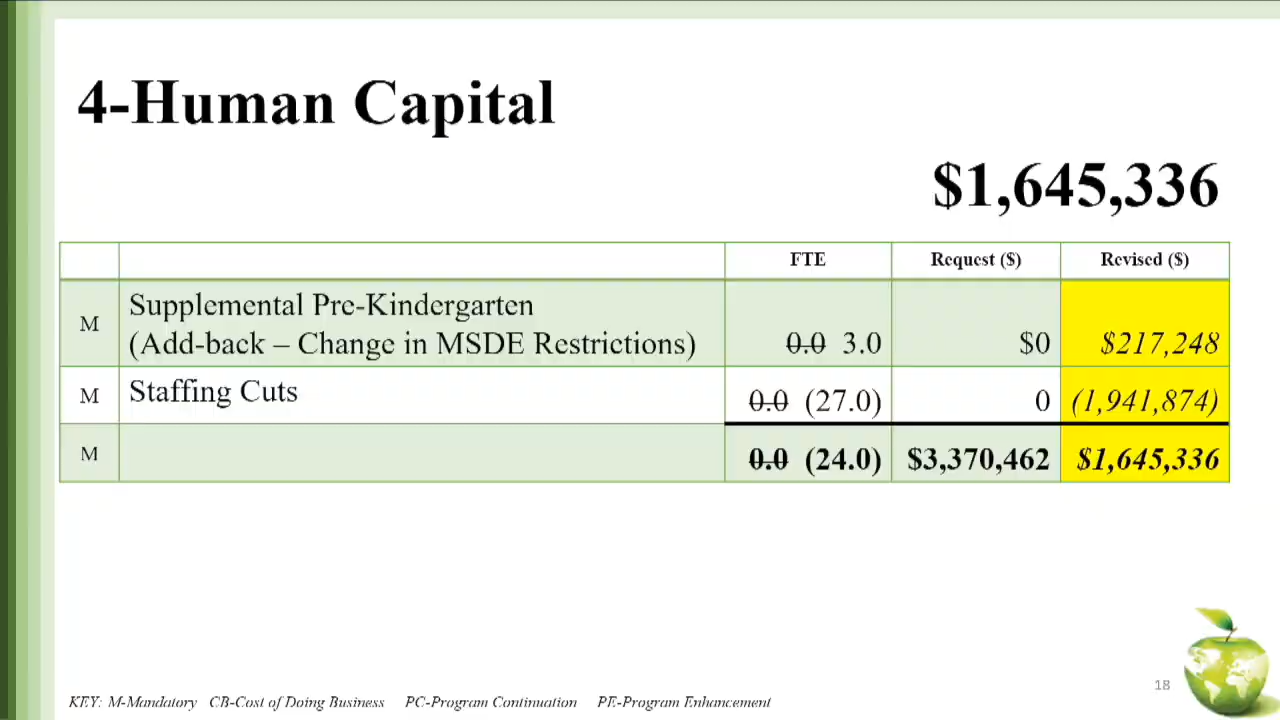 4-Human Capital
$1,645,336
FTE Request ($) Revised ($)
M Supplemental Pre-Kindergarten
(Add-back – Change in MSDE Restrictions) 0.0 3.0 $0 $217,248
M Staffing Cuts 0.0 (27.0) 0 (1,941,874)
M 0.0 (24.0) $3,370,462 $1,645,336
18
KEY: M-Mandatory CB-Cost of Doing Business PC-Program Continuation PE-Program Enhancement